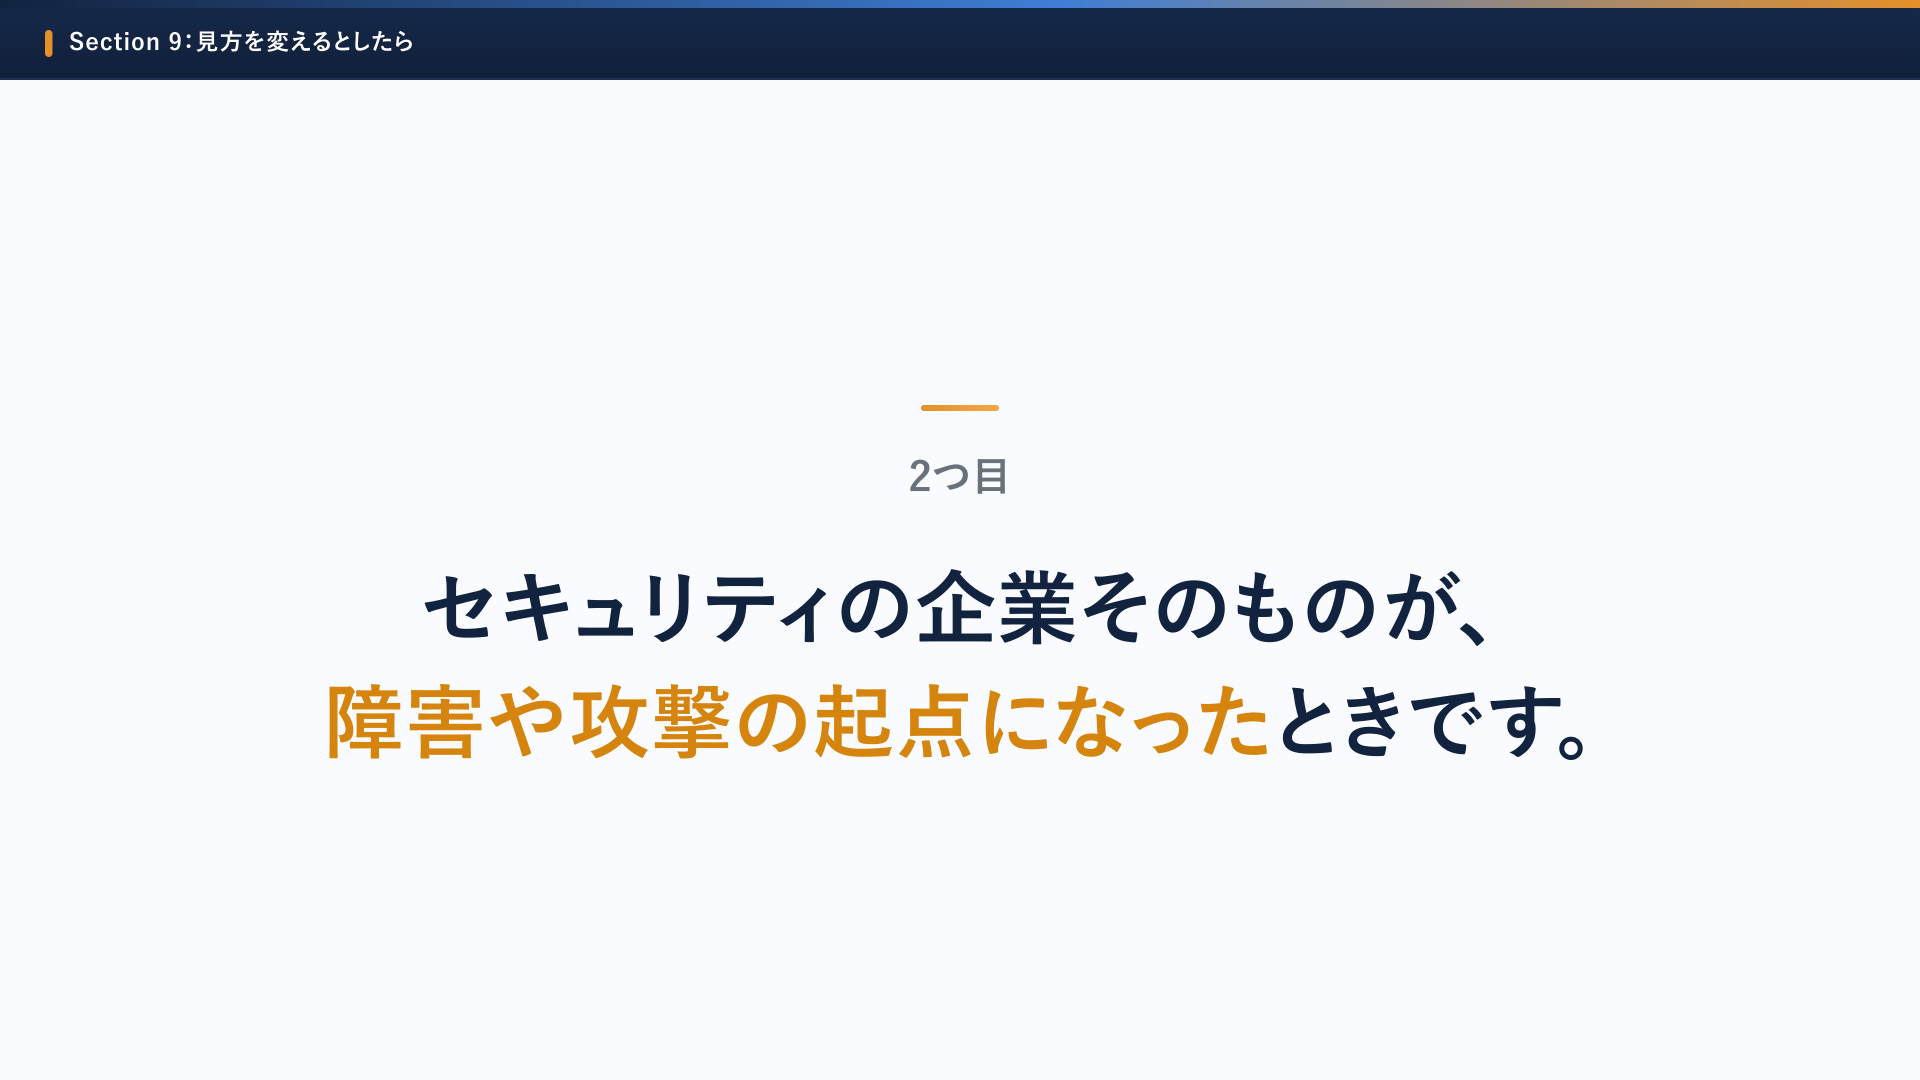 Section 9：見方を変えるとしたら
2つ目
セキュリティの企業そのものが、
障害や攻撃の起点になったときです。